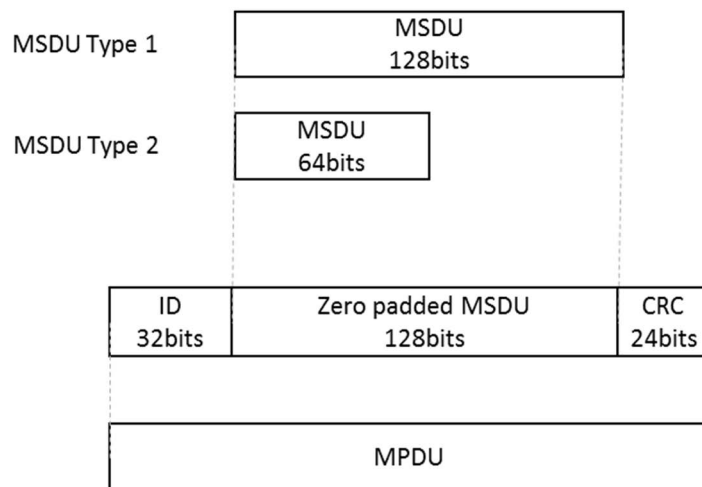 MSDU Type 1
MSDU
128bits
MSDU Type 2
MSDU
64bits
ID
32bits
Zero padded MSDU
128bits
CRC
24bits
MPDU